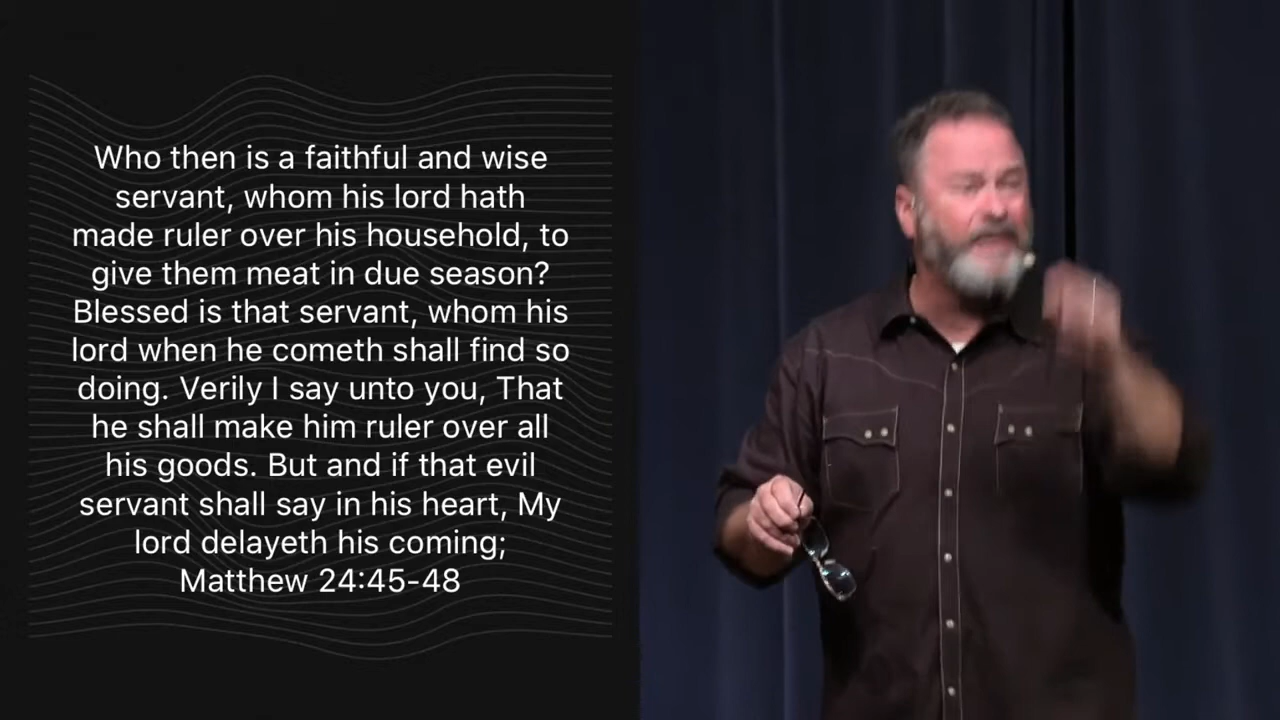 Who then is a faithful and wise
servant, whom his lord hath
made ruler over his household, to
give them meat in due season?
Blessed is that servant, whom his
lord when he cometh shall find so
doing. Verily I say unto you, That
he shall make him ruler over all
his goods. But and if that evil
servant shall say in his heart, My
lord delayeth his coming;
Matthew 24:45-48